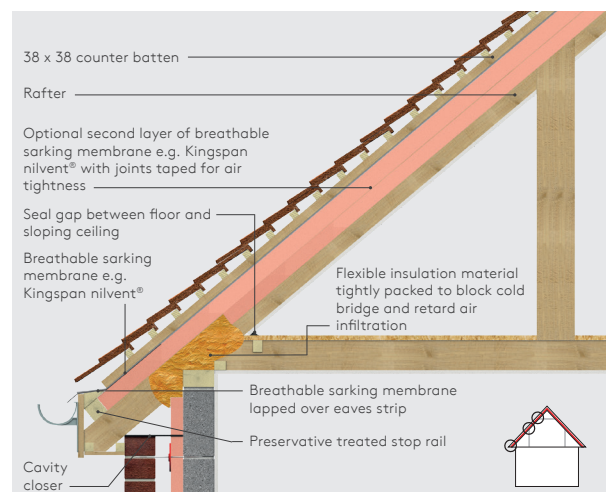 38 x 38 counter batten
Rafter
Optional second layer of breathable
sarking membrane e.g. Kingspan
nilvent® with joints taped for air
tightness
Seal gap between floor and
sloping ceiling
Breathable sarking
membrane e.g.
Kingspan nilvent®
Flexible insulation material
tightly packed to block cold
bridge and retard air
infiltration
Breathable sarking membrane
lapped over eaves strip
Preservative treated stop rail
Cavity
closer